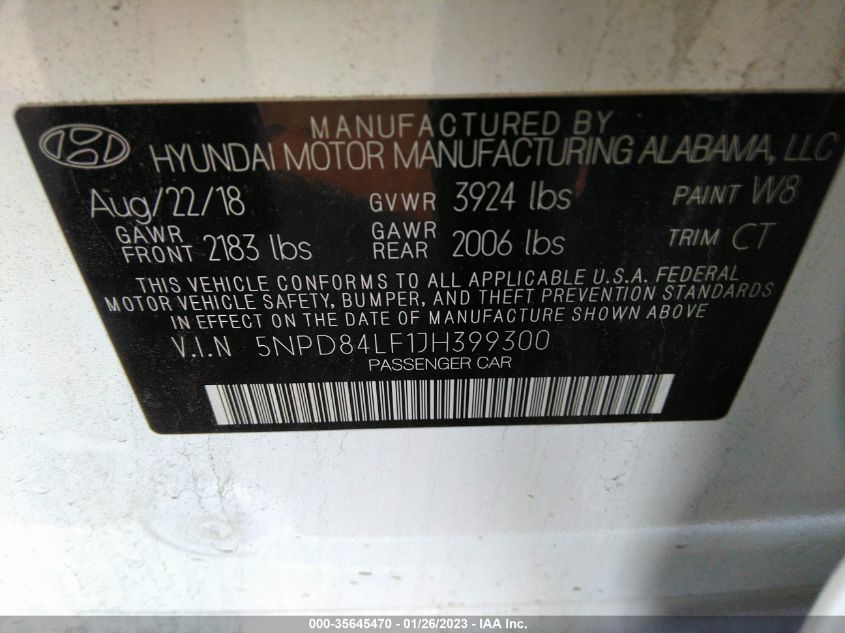 MANUFACTURED BY
HYUNDAI MOTOR MANUFACTURING ALABAMA, LLC
Aug/22/18 GVWR 3924 lbs PAINT W8
GAWR FRONT 2183 lbs GAWR REAR 2006 lbs TRIM CT
THIS VEHICLE CONFORMS TO ALL APPLICABLE U.S.A. FEDERAL
MOTOR VEHICLE SAFETY, BUMPER, AND THEFT PREVENTION STANDARDS
IN EFFECT ON THE DATE OF MANUFACTURE SHOWN ABOVE
V.I.N 5NPD84LF1JH399300
PASSENGER CAR
000-35645470 - 01/26/2023 - IAA Inc.